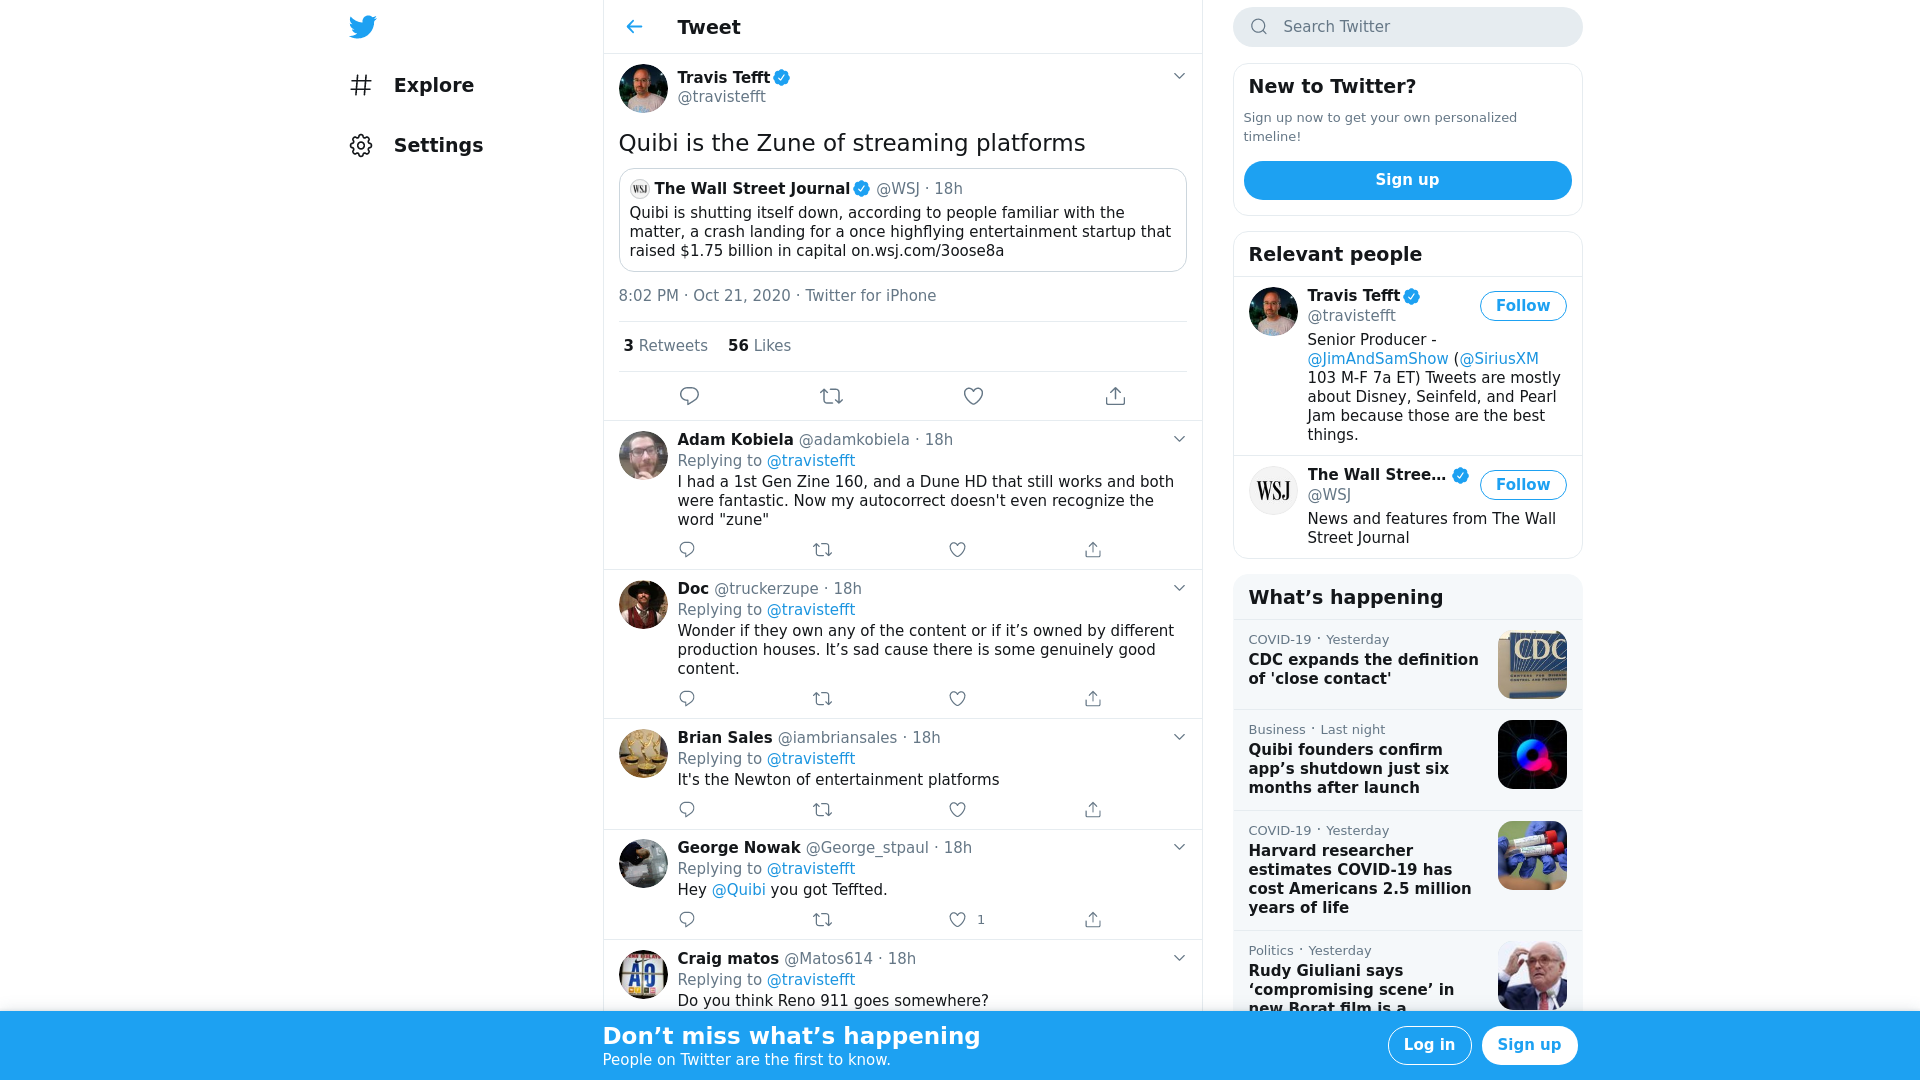 Explore
Settings
Tweet
Travis Tefft
@travistefft
Quibi is the Zune of streaming platforms
WSJ The Wall Street Journal @WSJ · 18h
Quibi is shutting itself down, according to people familiar with the
matter, a crash landing for a once highflying entertainment startup that
raised $1.75 billion in capital on.wsj.com/3oose8a
8:02 PM · Oct 21, 2020 · Twitter for iPhone
3 Retweets 56 Likes
Adam Kobiela @adamkobiela · 18h
Replying to @travistefft
I had a 1st Gen Zine 160, and a Dune HD that still works and both
were fantastic. Now my autocorrect doesn't even recognize the
word "zune"
Doc @truckerzupe · 18h
Replying to @travistefft
Wonder if they own any of the content or if it’s owned by different
production houses. It’s sad cause there is some genuinely good
content.
Brian Sales @iambriansales · 18h
Replying to @travistefft
It's the Newton of entertainment platforms
George Nowak @George_stpaul · 18h
Replying to @travistefft
Hey @Quibi you got Teffted.
1
Craig matos @Matos614 · 18h
Replying to @travistefft
Do you think Reno 911 goes somewhere?
Search Twitter
New to Twitter?
Sign up now to get your own personalized
timeline!
Sign up
Relevant people
Travis Tefft
@travistefft
Follow
Senior Producer -
@JimAndSamShow (@SiriusXM
103 M-F 7a ET) Tweets are mostly
about Disney, Seinfeld, and Pearl
Jam because those are the best
things.
WSJ
The Wall Stree...
@WSJ
Follow
News and features from The Wall
Street Journal
What’s happening
COVID-19 · Yesterday
CDC expands the definition
of 'close contact'
CDC
Business · Last night
Quibi founders confirm
app’s shutdown just six
months after launch
COVID-19 · Yesterday
Harvard researcher
estimates COVID-19 has
cost Americans 2.5 million
years of life
Politics · Yesterday
Rudy Giuliani says
‘compromising scene’ in
new Borat film is a
Don’t miss what’s happening
People on Twitter are the first to know.
Log in
Sign up